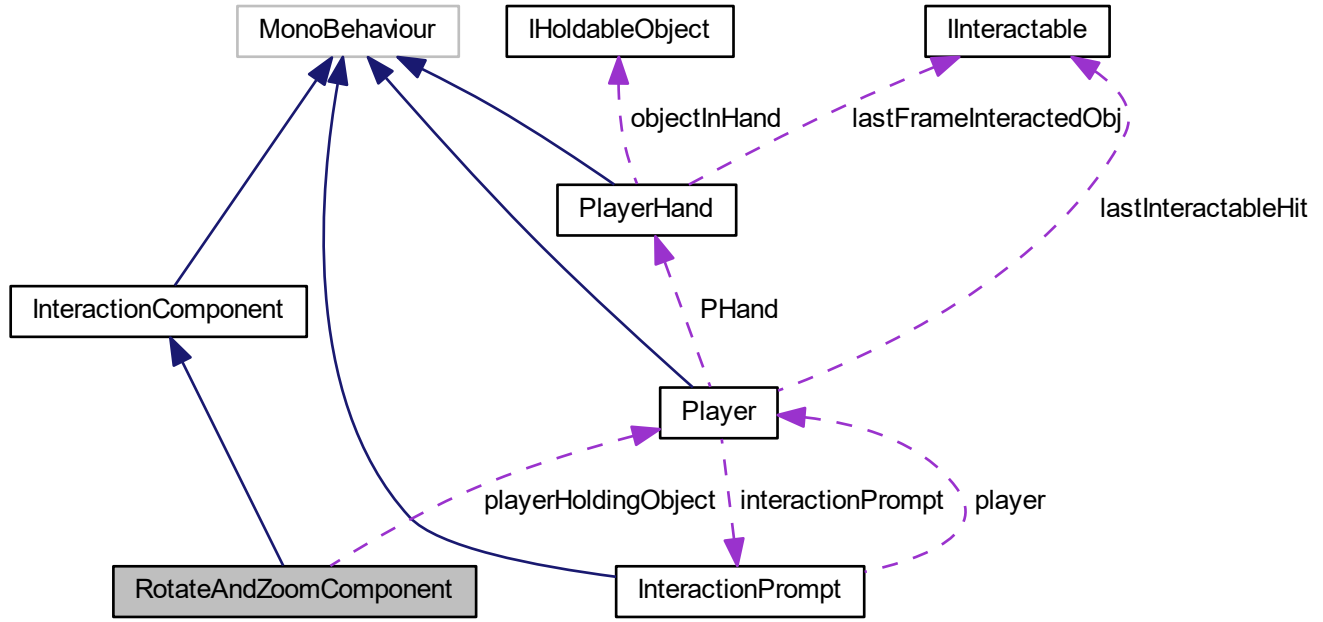 MonoBehaviour
IHoldableObject
IInteractable
objectInHand
lastFrameInteractedObj
PlayerHand
lastInteractableHit
InteractionComponent
PHand
Player
playerHoldingObject
interactionPrompt
player
RotateAndZoomComponent
InteractionPrompt